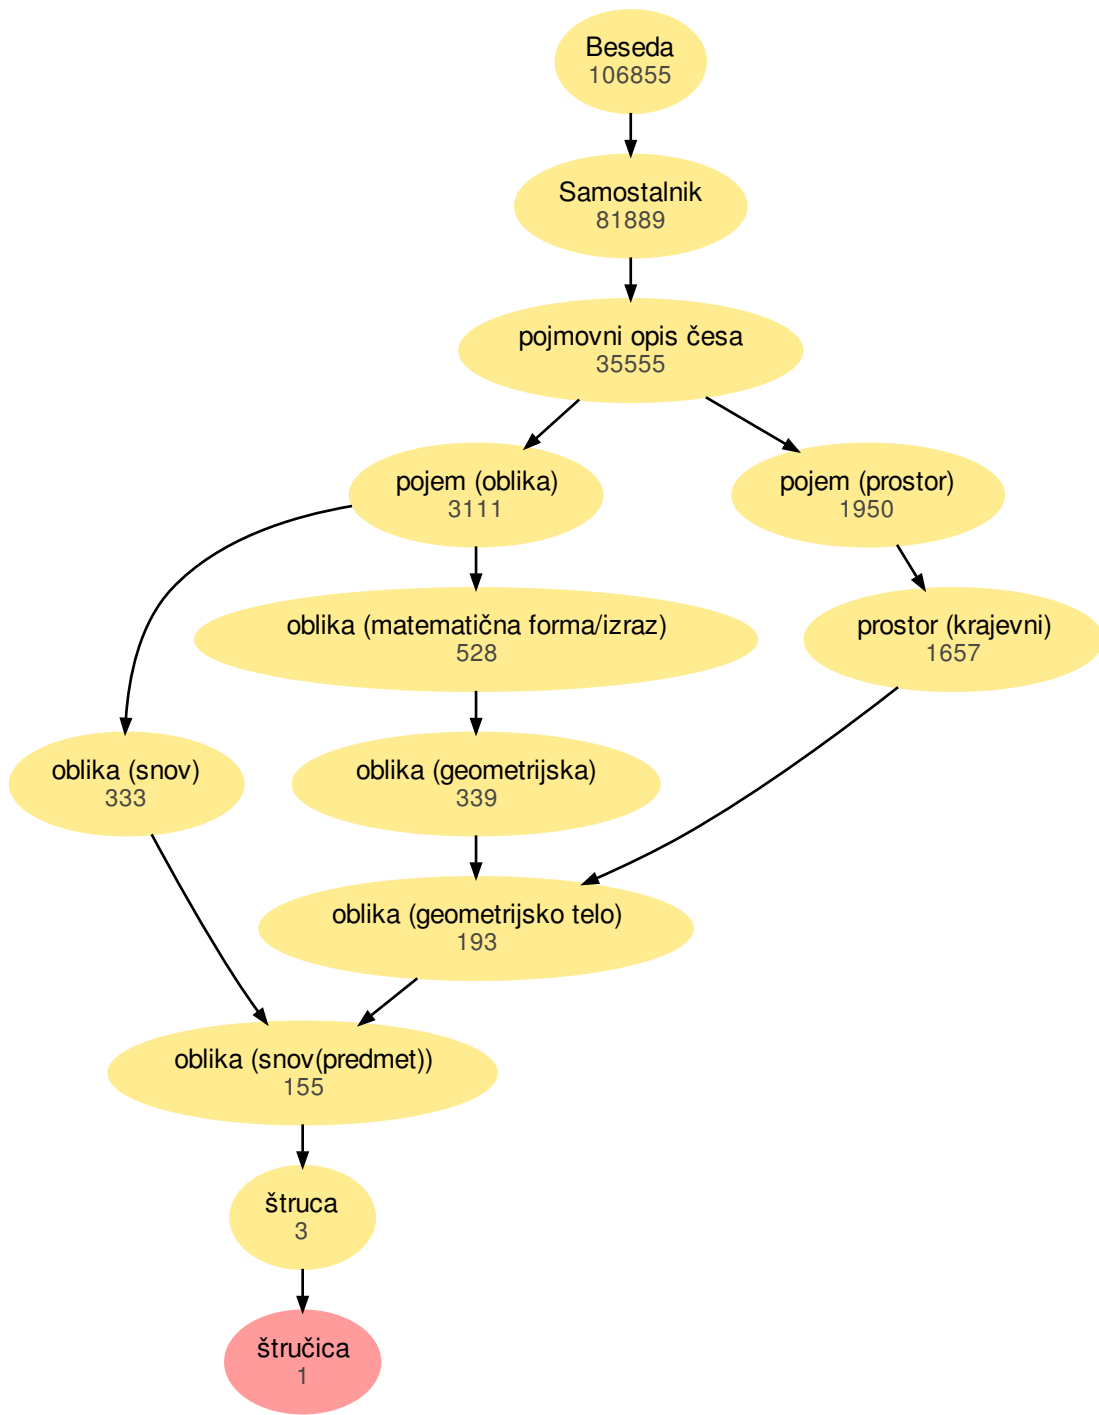 Beseda
106855
Samostalnik
81889
pojmovni opis česa
35555
pojem (oblika)
3111
pojem (prostor)
1950
oblika (matematična forma/izraz)
528
prostor (krajevni)
1657
oblika (snov)
333
oblika (geometrijska)
339
oblika (geometrijsko telo)
193
oblika (snov(predmet))
155
štruca
3
štručica
1